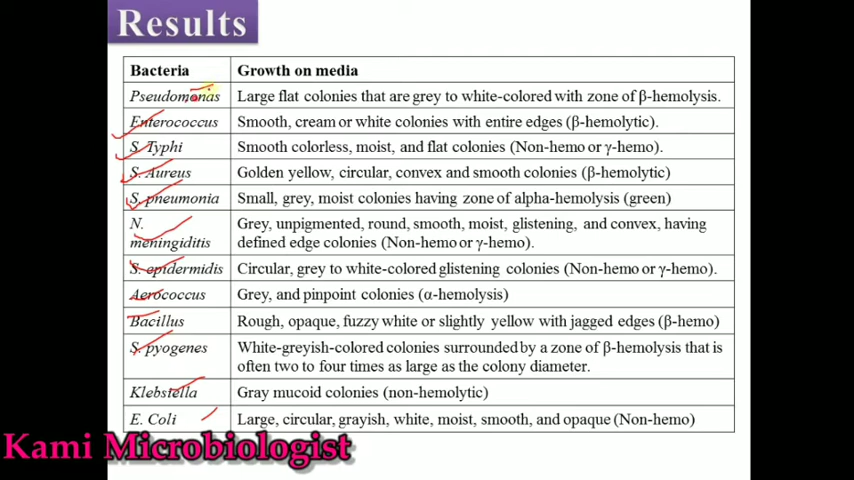 Results
Bacteria Growth on media
Pseudomonas Large flat colonies that are grey to white-colored with zone of β-hemolysis.
Enterococcus Smooth, cream or white colonies with entire edges (β-hemolytic).
S. Typhi Smooth colorless, moist, and flat colonies (Non-hemo or γ-hemo).
S. Aureus Golden yellow, circular, convex and smooth colonies (β-hemolytic)
S. pneumonia Small, grey, moist colonies having zone of alpha-hemolysis (green)
N. Grey, unpigmented, round, smooth, moist, glistening, and convex, having
meningiditis defined edge colonies (Non-hemo or γ-hemo).
S. epidermidis Circular, grey to white-colored glistening colonies (Non-hemo or γ-hemo).
Aerococcus Grey, and pinpoint colonies (α-hemolysis)
Bacillus Rough, opaque, fuzzy white or slightly yellow with jagged edges (β-hemo)
S. pyogenes White-greyish-colored colonies surrounded by a zone of β-hemolysis that is
often two to four times as large as the colony diameter.
Klebsiella Gray mucoid colonies (non-hemolytic)
E. Coli Large, circular, grayish, white, moist, smooth, and opaque (Non-hemo)
Kami Microbiologist